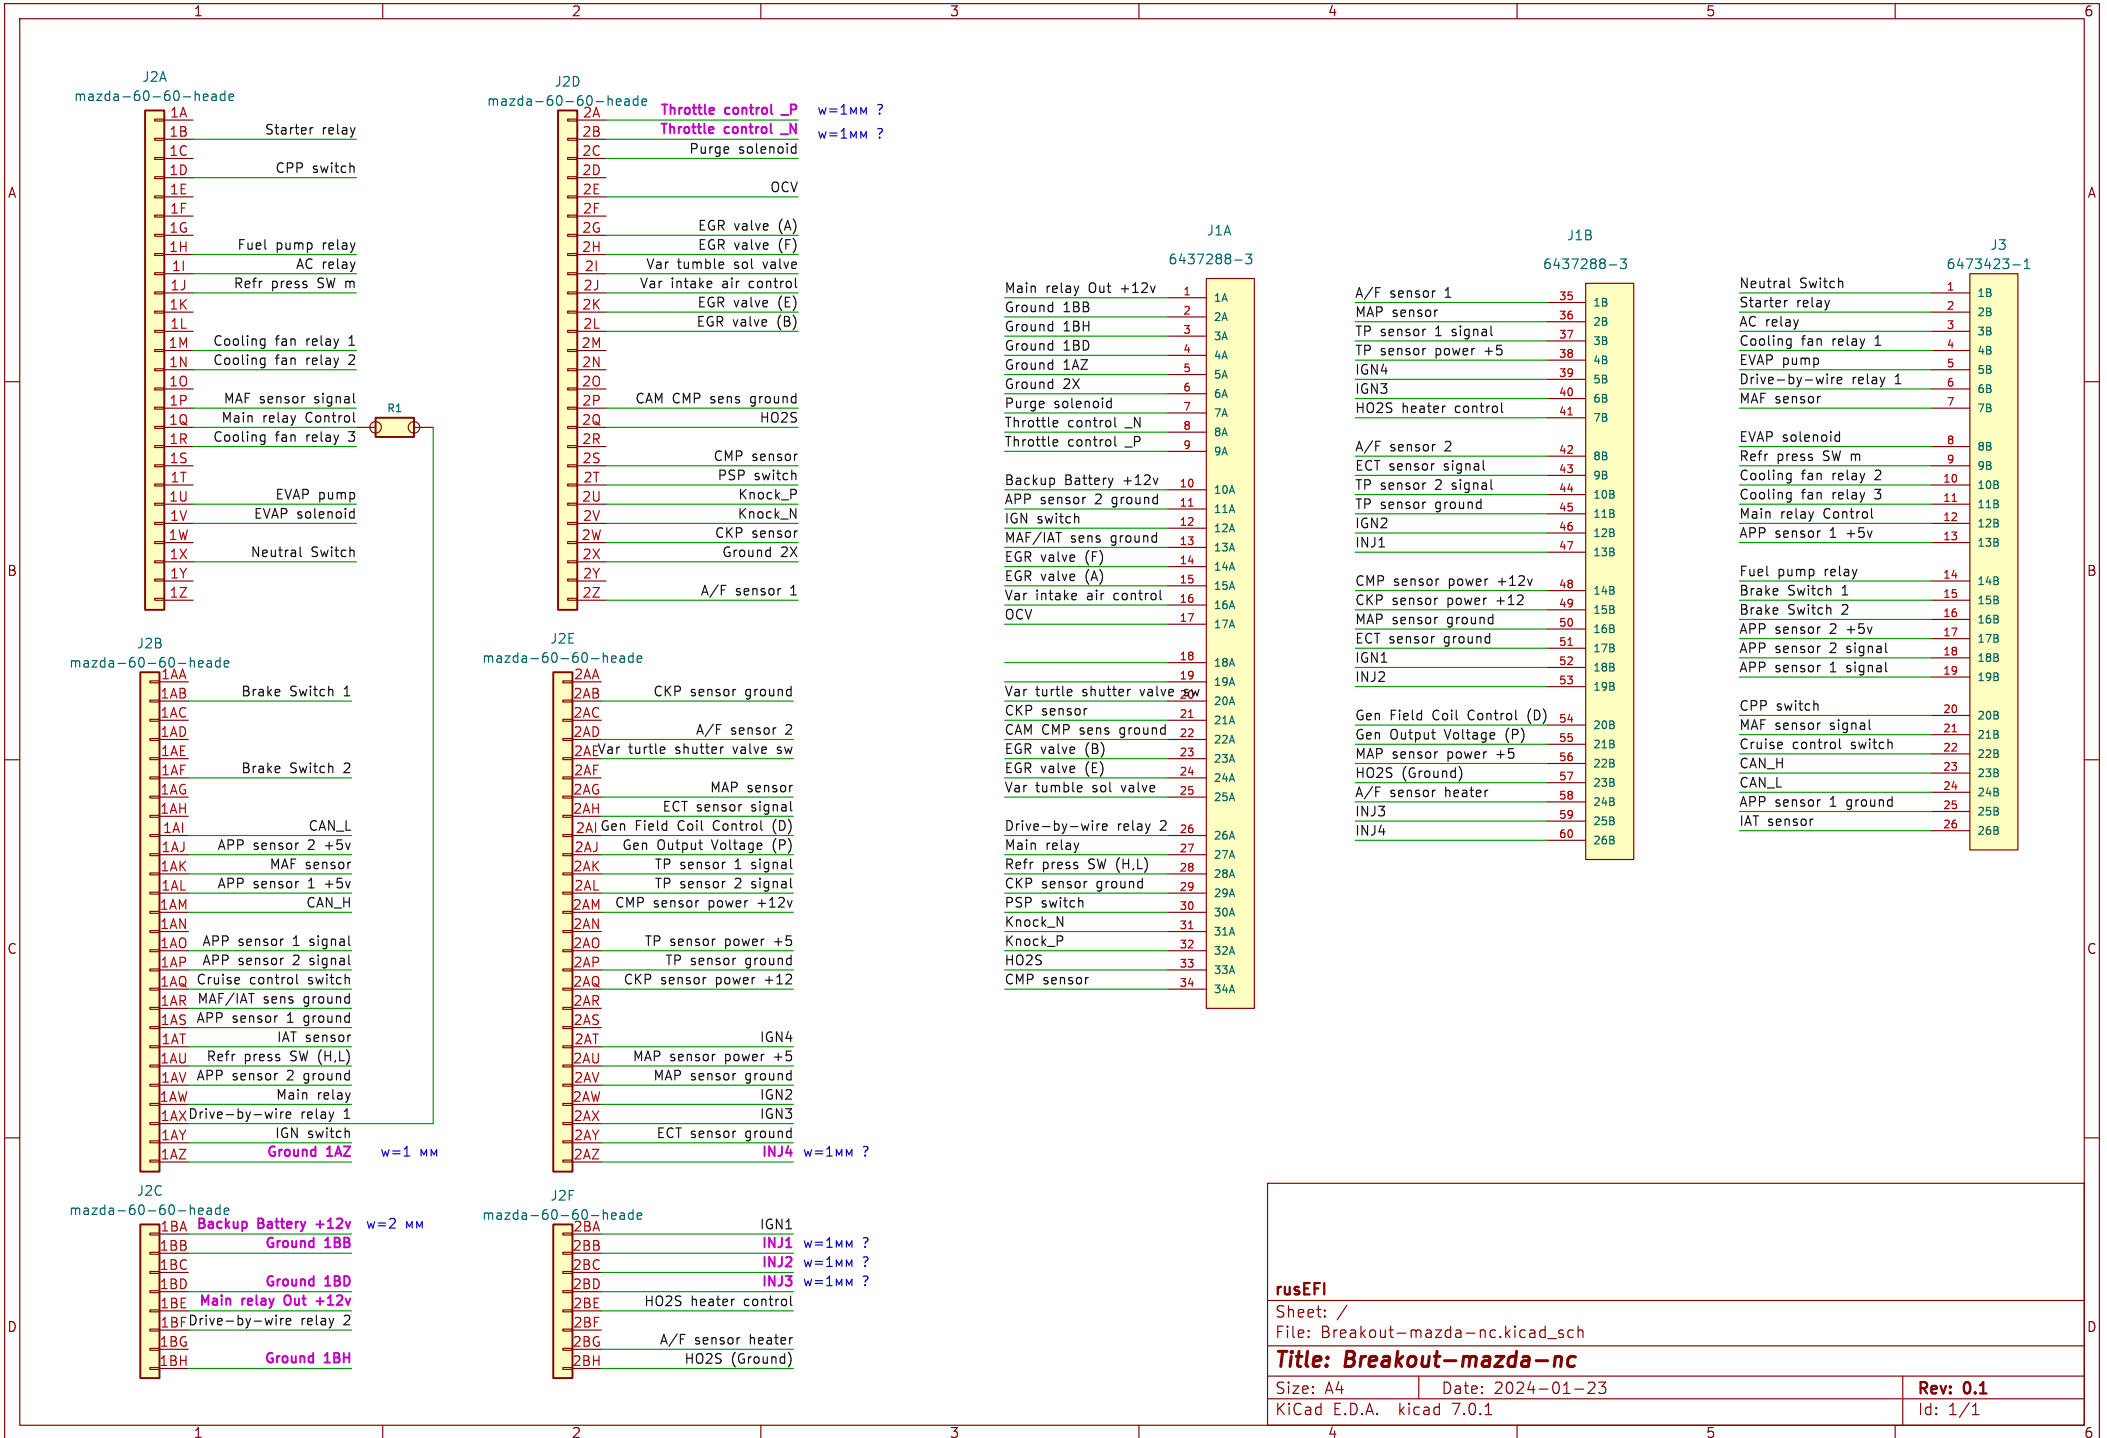 1 2 3 4 5 6
A
B
C
D
J2A
mazda-60-60-heade
1A
1B Starter relay
1C
1D CPP switch
1E
1F
1G
1H Fuel pump relay
1I AC relay
1J Refr press SW m
1K
1L
1M Cooling fan relay 1
1N Cooling fan relay 2
1O
1P MAF sensor signal
1Q Main relay Control
R1
1R Cooling fan relay 3
1S
1T
1U EVAP pump
1V EVAP solenoid
1W
1X Neutral Switch
1Y
1Z
J2B
mazda-60-60-heade
1AA
1AB Brake Switch 1
1AC
1AD
1AE
1AF Brake Switch 2
1AG
1AH
1AI CAN_L
1AJ APP sensor 2 +5v
1AK MAF sensor
1AL APP sensor 1 +5v
1AM CAN_H
1AN
1AO APP sensor 1 signal
1AP APP sensor 2 signal
1AQ Cruise control switch
1AR MAF/IAT sens ground
1AS APP sensor 1 ground
1AT IAT sensor
1AU Refr press SW (H,L)
1AV APP sensor 2 ground
1AW Main relay
1AX Drive-by-wire relay 1
1AY IGN switch
1AZ Ground 1AZ w=1 мм
J2C
mazda-60-60-heade
1BA Backup Battery +12v w=2 мм
1BB Ground 1BB
1BC
1BD Ground 1BD
1BE Main relay Out +12v
1BF Drive-by-wire relay 2
1BG
1BH Ground 1BH
J2D
mazda-60-60-heade
2A Throttle control _P w=1мм ?
2B Throttle control _N w=1мм ?
2C Purge solenoid
2D
2E OCV
2F
2G EGR valve (A)
2H EGR valve (F)
2I Var tumble sol valve
2J Var intake air control
2K EGR valve (E)
2L EGR valve (B)
2M
2N
2O
2P CAM CMP sens ground
2Q HO2S
2R
2S CMP sensor
2T PSP switch
2U Knock_P
2V Knock_N
2W CKP sensor
2X Ground 2X
2Y
2Z A/F sensor 1
J2E
mazda-60-60-heade
2AA
2AB CKP sensor ground
2AC
2AD A/F sensor 2
2AE Var turtle shutter valve sw
2AF
2AG MAP sensor
2AH ECT sensor signal
2AI Gen Field Coil Control (D)
2AJ Gen Output Voltage (P)
2AK TP sensor 1 signal
2AL TP sensor 2 signal
2AM CMP sensor power +12v
2AN
2AO TP sensor power +5
2AP TP sensor ground
2AQ CKP sensor power +12
2AR
2AS
2AT IGN4
2AU MAP sensor power +5
2AV MAP sensor ground
2AW IGN2
2AX IGN3
2AY ECT sensor ground
2AZ INJ4 w=1мм ?
J2F
mazda-60-60-heade
2BA IGN1
2BB INJ1 w=1мм ?
2BC INJ2 w=1мм ?
2BD INJ3 w=1мм ?
2BE HO2S heater control
2BF
2BG A/F sensor heater
2BH HO2S (Ground)
J1A
6437288-3
Main relay Out +12v 1 1A
Ground 1BB 2 2A
Ground 1BH 3 3A
Ground 1BD 4 4A
Ground 1AZ 5 5A
Ground 2X 6 6A
Purge solenoid 7 7A
Throttle control _N 8 8A
Throttle control _P 9 9A
Backup Battery +12v 10 10A
APP sensor 2 ground 11 11A
IGN switch 12 12A
MAF/IAT sens ground 13 13A
EGR valve (F) 14 14A
EGR valve (A) 15 15A
Var intake air control 16 16A
OCV 17 17A
18 18A
19 19A
Var turtle shutter valve sw 20 20A
CKP sensor 21 21A
CAM CMP sens ground 22 22A
EGR valve (B) 23 23A
EGR valve (E) 24 24A
Var tumble sol valve 25 25A
Drive-by-wire relay 2 26 26A
Main relay 27 27A
Refr press SW (H,L) 28 28A
CKP sensor ground 29 29A
PSP switch 30 30A
Knock_N 31 31A
Knock_P 32 32A
HO2S 33 33A
CMP sensor 34 34A
J1B
6437288-3
A/F sensor 1 35 1B
MAP sensor 36 2B
TP sensor 1 signal 37 3B
TP sensor power +5 38 4B
IGN4 39 5B
IGN3 40 6B
HO2S heater control 41 7B
A/F sensor 2 42 8B
ECT sensor signal 43 9B
TP sensor 2 signal 44 10B
TP sensor ground 45 11B
IGN2 46 12B
INJ1 47 13B
CMP sensor power +12v 48 14B
CKP sensor power +12 49 15B
MAP sensor ground 50 16B
ECT sensor ground 51 17B
IGN1 52 18B
INJ2 53 19B
Gen Field Coil Control (D) 54 20B
Gen Output Voltage (P) 55 21B
MAP sensor power +5 56 22B
HO2S (Ground) 57 23B
A/F sensor heater 58 24B
INJ3 59 25B
INJ4 60 26B
J3
6473423-1
Neutral Switch 1 1B
Starter relay 2 2B
AC relay 3 3B
Cooling fan relay 1 4 4B
EVAP pump 5 5B
Drive-by-wire relay 1 6 6B
MAF sensor 7 7B
EVAP solenoid 8 8B
Refr press SW m 9 9B
Cooling fan relay 2 10 10B
Cooling fan relay 3 11 11B
Main relay Control 12 12B
APP sensor 1 +5v 13 13B
Fuel pump relay 14 14B
Brake Switch 1 15 15B
Brake Switch 2 16 16B
APP sensor 2 +5v 17 17B
APP sensor 2 signal 18 18B
APP sensor 1 signal 19 19B
CPP switch 20 20B
MAF sensor signal 21 21B
Cruise control switch 22 22B
CAN_H 23 23B
CAN_L 24 24B
APP sensor 1 ground 25 25B
IAT sensor 26 26B
A
B
C
D
rusEFI
Sheet: /
File: Breakout-mazda-nc.kicad_sch
Title: Breakout-mazda-nc
Size: A4 Date: 2024-01-23 Rev: 0.1
KiCad E.D.A. kicad 7.0.1 Id: 1/1
1 2 3 4 5 6